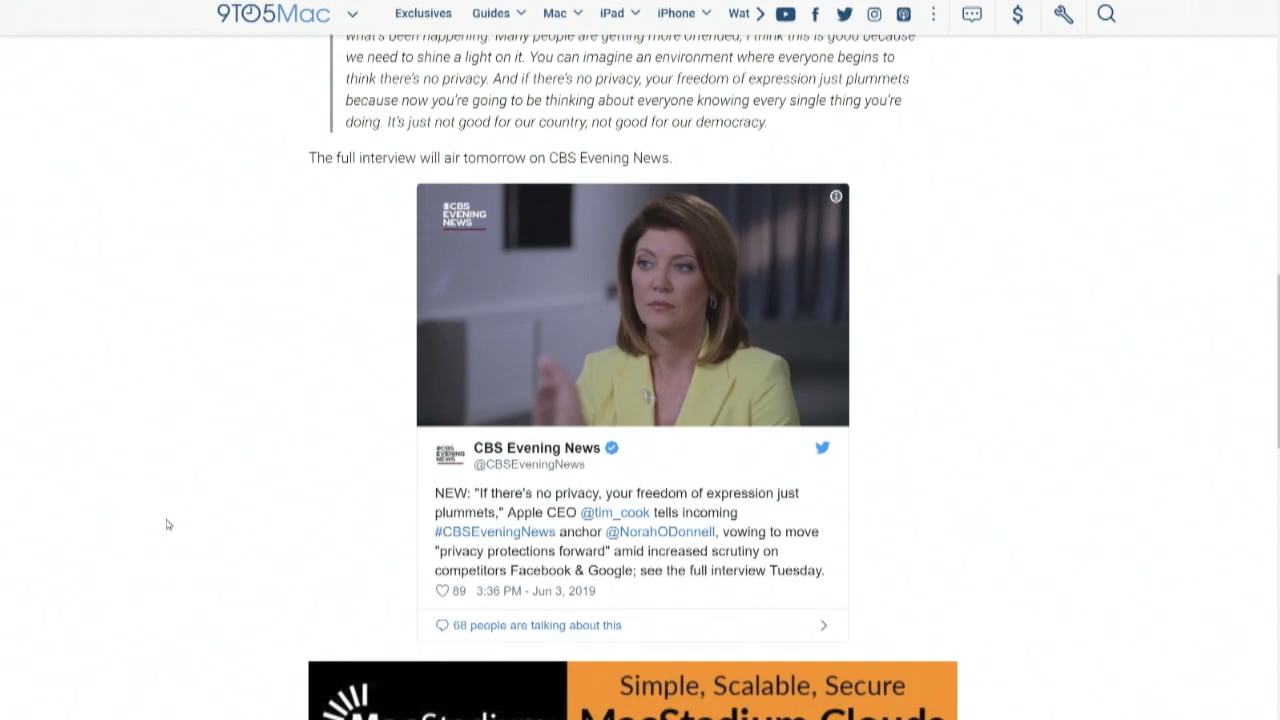 9TO5Mac Exclusives Guides Mac iPad iPhone Wat
what's been happening. Many people are getting more offended, I think this is good because
we need to shine a light on it. You can imagine an environment where everyone begins to
think there's no privacy. And if there's no privacy, your freedom of expression just plummets
because now you're going to be thinking about everyone knowing every single thing you're
doing. It's just not good for our country, not good for our democracy.
The full interview will air tomorrow on CBS Evening News.
CBS
EVENING
NEWS
CBS
EVENING
NEWS
CBS Evening News
@CBSEveningNews
NEW: "If there's no privacy, your freedom of expression just
plummets," Apple CEO @tim_cook tells incoming
#CBSEveningNews anchor @NorahODonnell, vowing to move
"privacy protections forward" amid increased scrutiny on
competitors Facebook & Google; see the full interview Tuesday.
89 3:36 PM - Jun 3, 2019
68 people are talking about this
MacStadium
Simple, Scalable, Secure
MacStadium Clouds